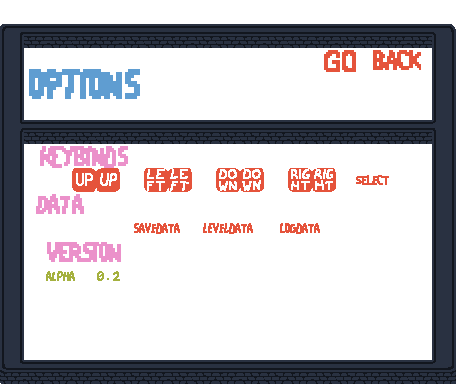 GO BACK
OPTIONS
KEYBINDS
UP UP LE LE DO DO RIG RIG SELECT
FT FT WN WN HT HT
DATA
SAVEDATA LEVELDATA LOGDATA
VERSION
ALPHA 0.2